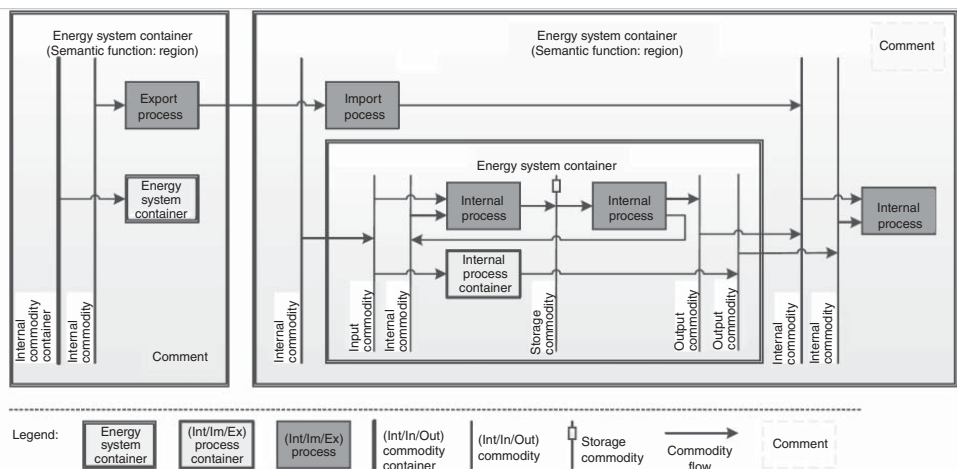 Energy system container
(Semantic function: region)
Export
process
Energy
system
container
Internal
commodity
container
Internal
commodity
Comment
Energy system container
(Semantic function: region)
Comment
Import
pocess
Energy system container
Internal
process
Internal
process
Internal
process
container
Internal
process
Internal
commodity
Input
commodity
Internal
commodity
Storage
commodity
Output
commodity
Output
commodity
Internal
commodity
Internal
commodity
Legend:
Energy
system
container
(Int/Im/Ex)
process
container
(Int/Im/Ex)
process
(Int/In/Out)
commodity
container
(Int/In/Out)
commodity
Storage
commodity
Commodity
flow
Comment